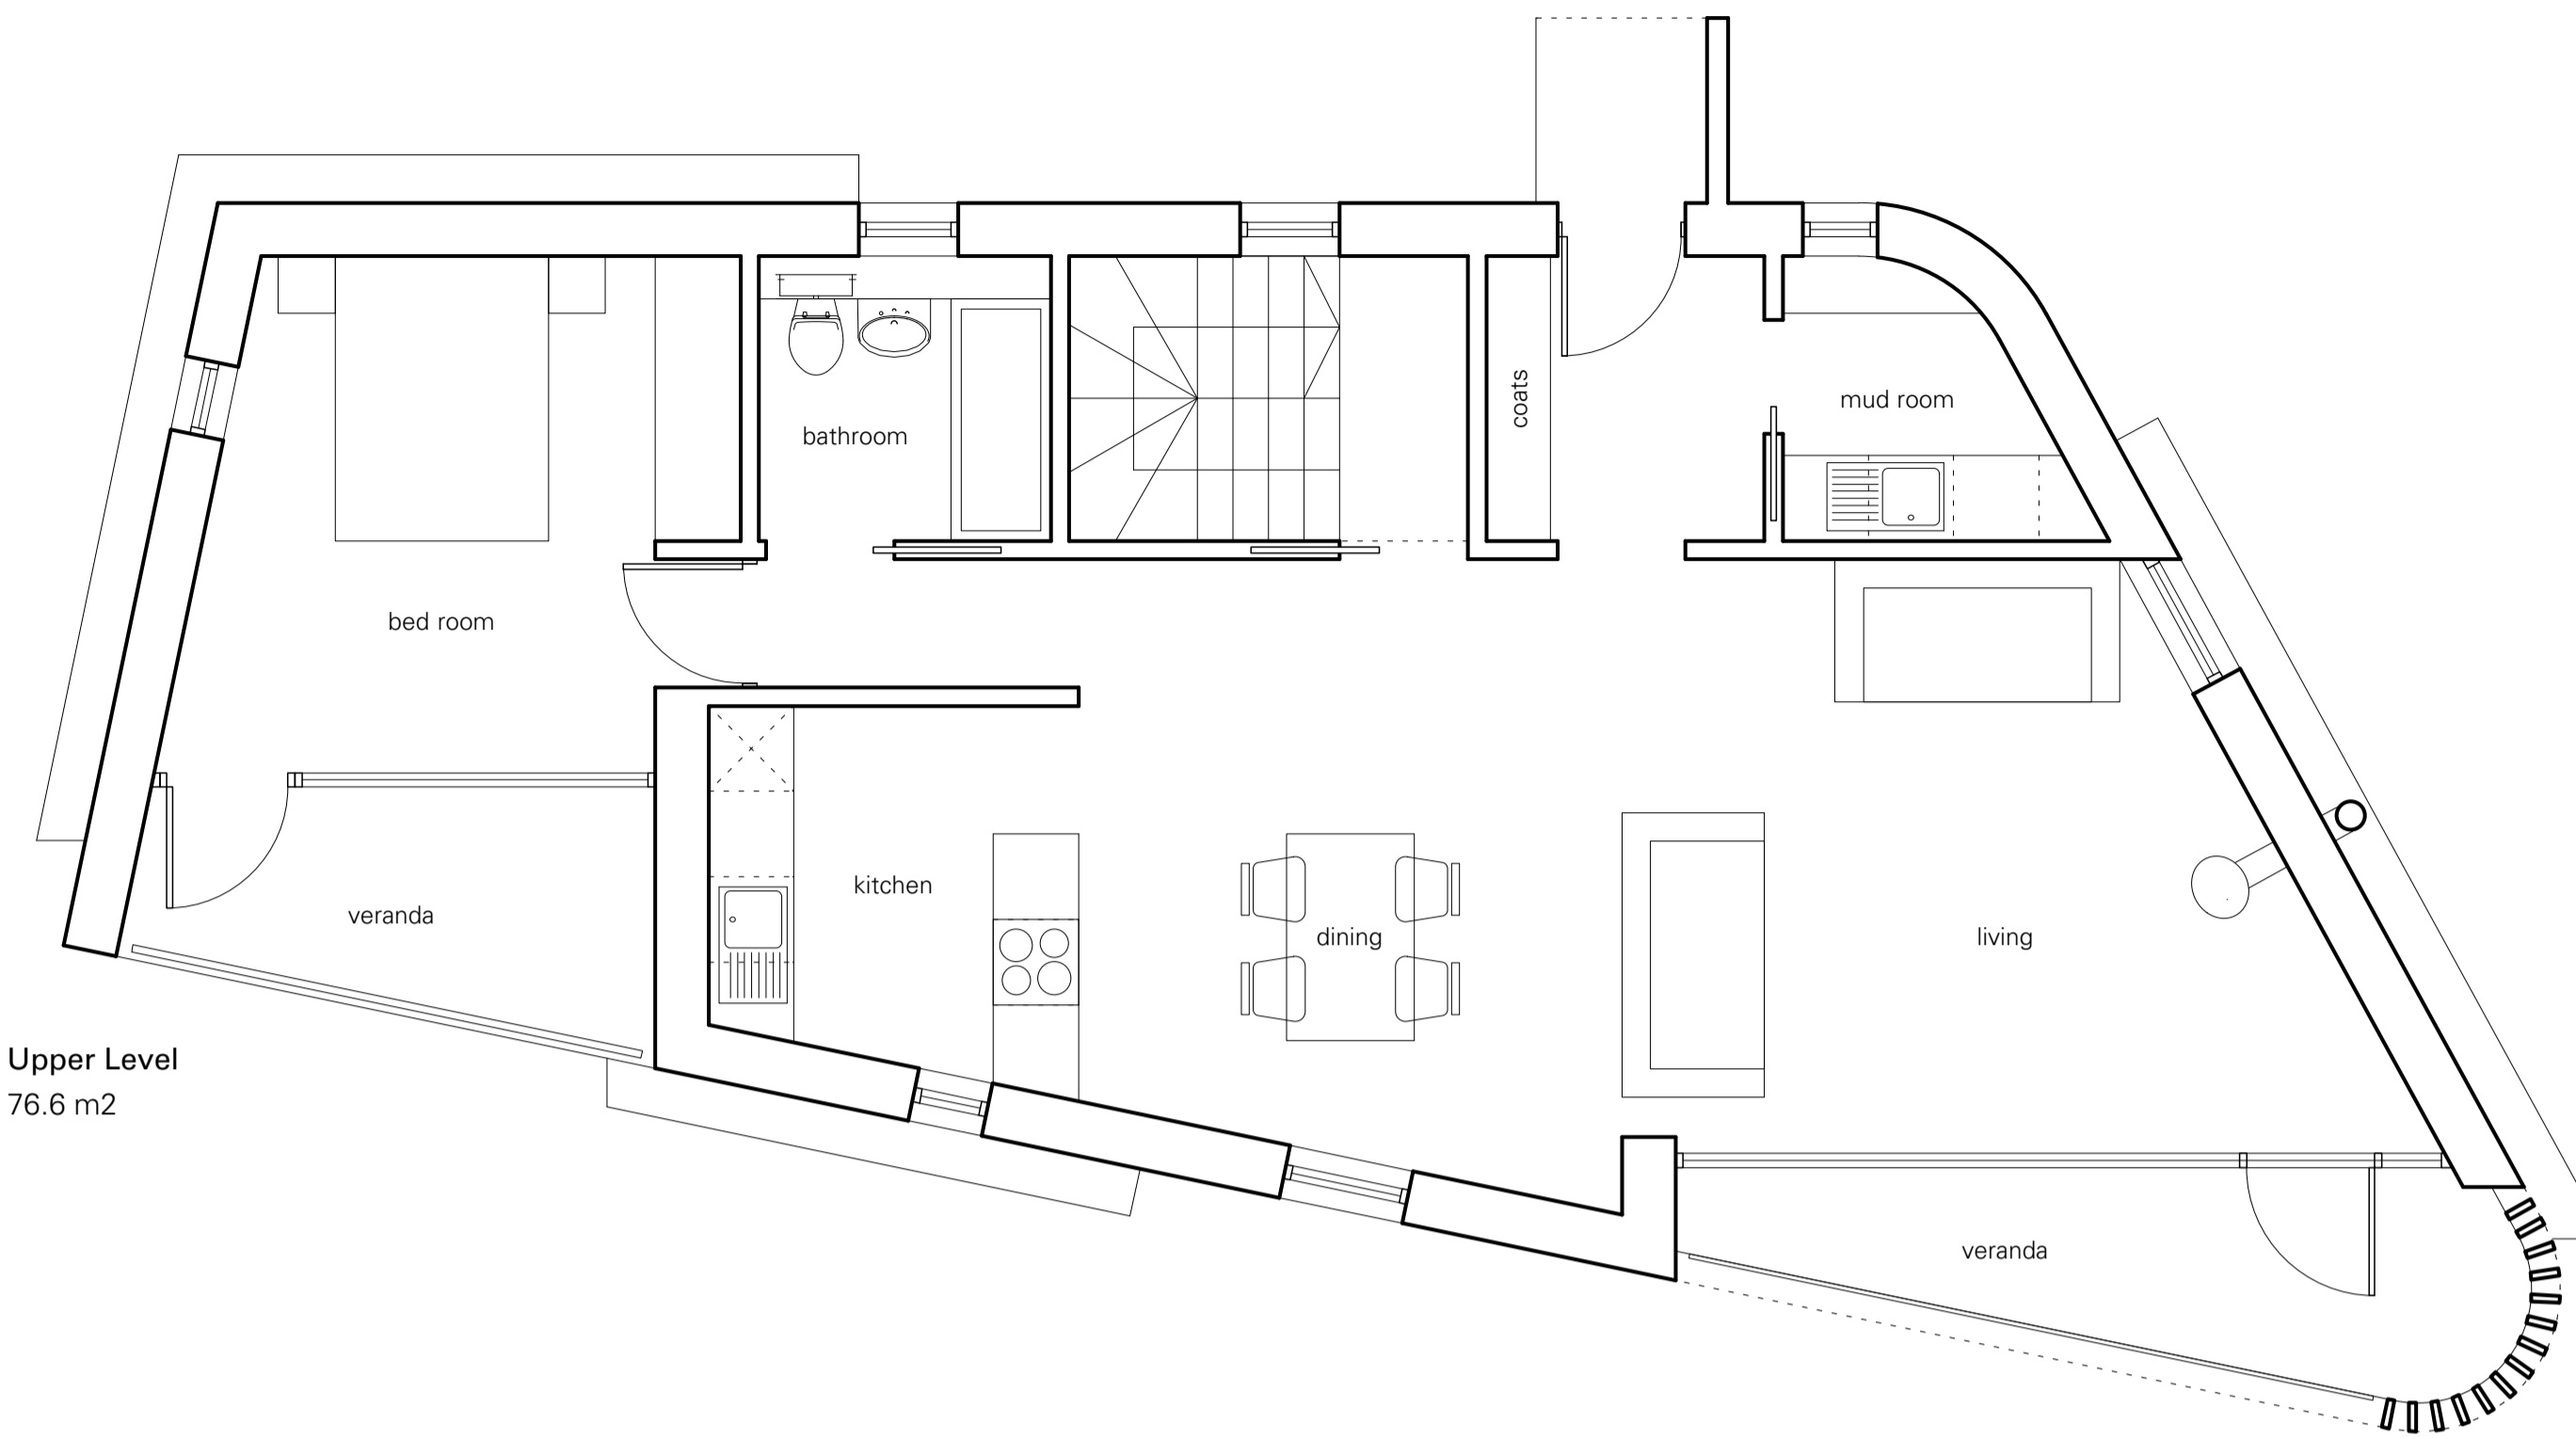 coats
mud room
bathroom
bed room
kitchen
veranda
dining
living
Upper Level
76.6 m2
veranda